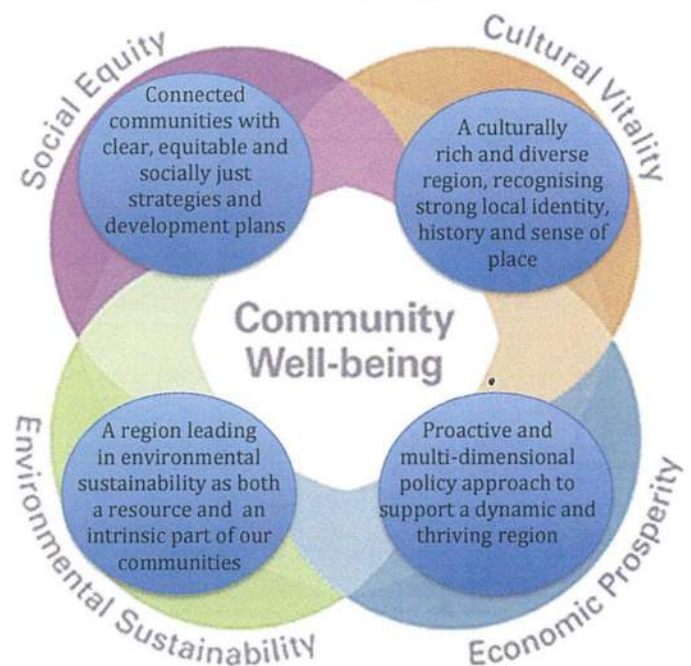 Social Equity
Connected
communities with
clear, equitable and
socially just
strategies and
development plans
Cultural Vitality
A culturally
rich and diverse
region, recognising
strong local identity,
history and sense of
place
Community
Well-being
Environmental Sustainability
A region leading
in environmental
sustainability as both
a resource and an
intrinsic part of our
communities
Economic Prosperity
Proactive and
multi-dimensional
policy approach to
support a dynamic and
thriving region